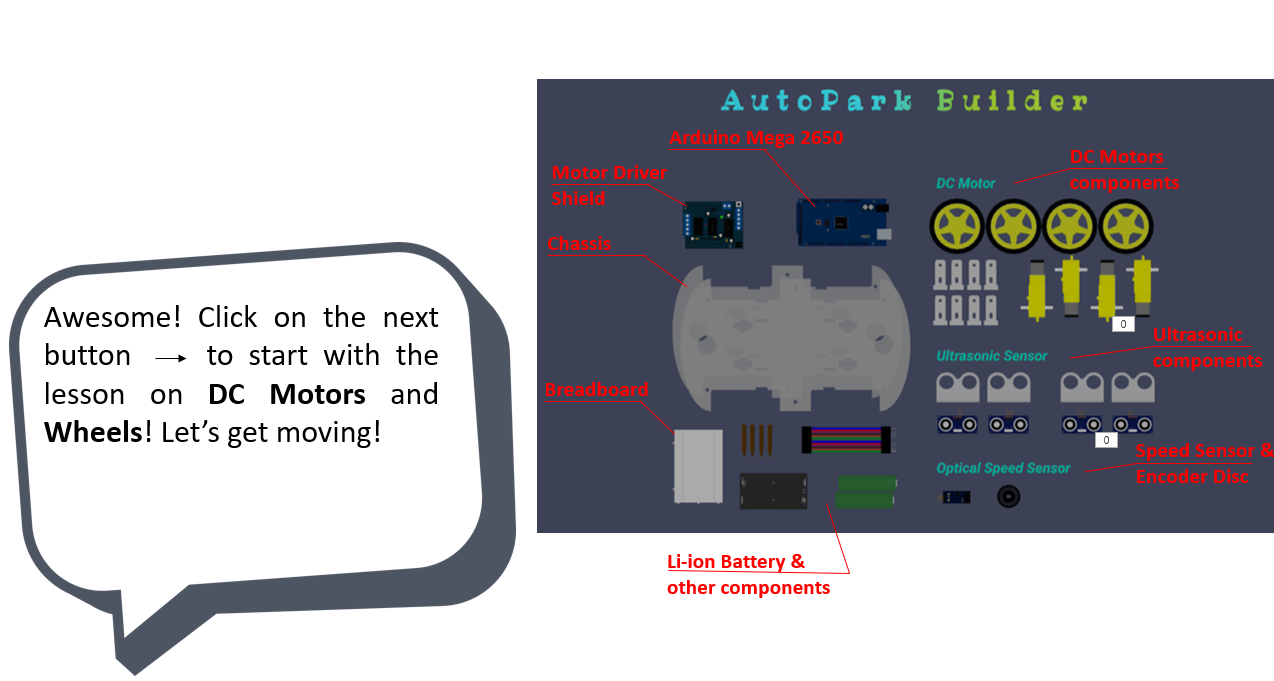 Awesome! Click on the next
button → to start with the
lesson on DC Motors and
Wheels! Let’s get moving!
AutoPark Builder
Arduino Mega 2650
Motor Driver
Shield
Chassis
Breadboard
Li-ion Battery &
other components
DC Motors
components
DC Motor
0
Ultrasonic
components
Ultrasonic Sensor
0
Speed Sensor &
Encoder Disc
Optical Speed Sensor